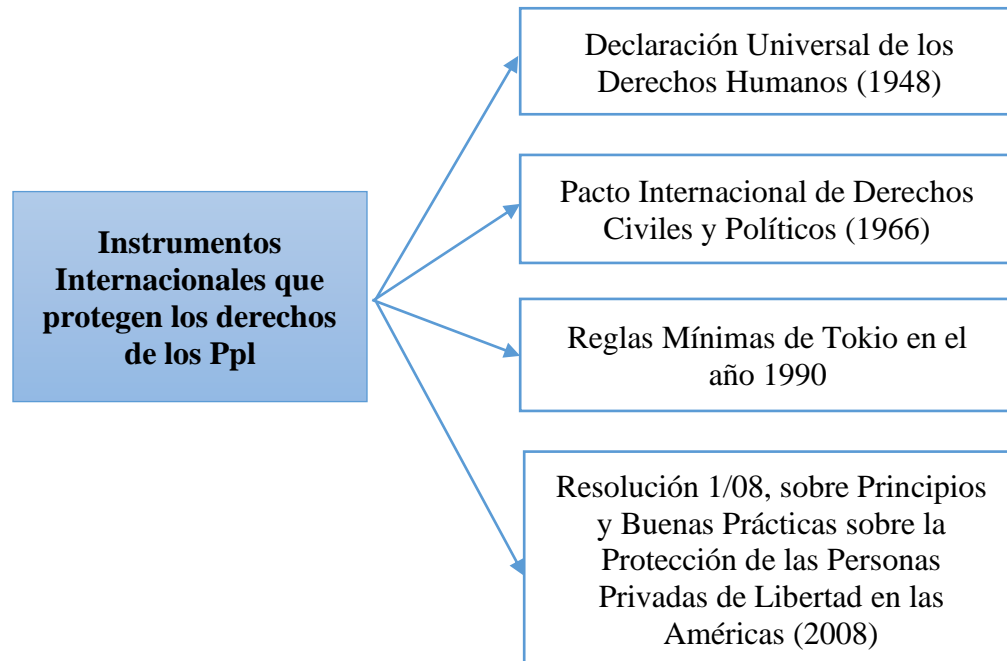 Instrumentos
Internacionales que
protegen los derechos
de los Ppl
Declaración Universal de los
Derechos Humanos (1948)
Pacto Internacional de Derechos
Civiles y Políticos (1966)
Reglas Mínimas de Tokio en el
año 1990
Resolución 1/08, sobre Principios
y Buenas Prácticas sobre la
Protección de las Personas
Privadas de Libertad en las
Américas (2008)